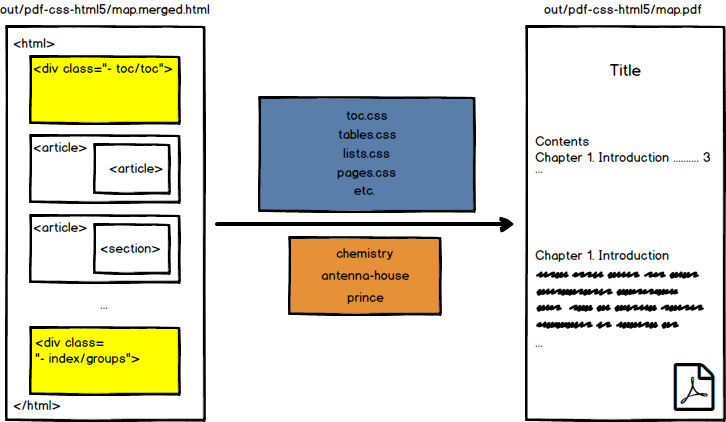 out/pdf-css-html5/map.merged.html
<html>
<div class="- toc/toc">
<article>
<article>
<article>
<section>
...
<div class=
"- index/groups">
</html>
toc.css
tables.css
lists.css
pages.css
etc.
chemistry
antenna-house
prince
out/pdf-css-html5/map.pdf
Title
Contents
Chapter 1. Introduction .......... 3
...
Chapter 1. Introduction
...